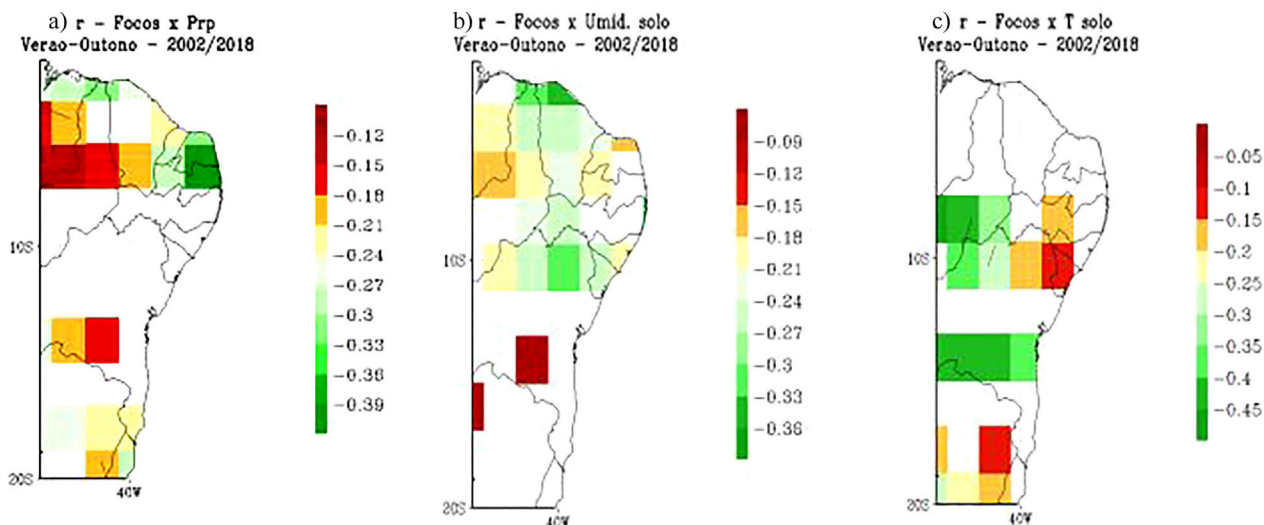 a) r - Focos x Prp
Verao-Outono - 2002/2018
-0.12
-0.15
-0.18
-0.21
-0.24
-0.27
-0.3
-0.33
-0.36
-0.39
10S
20S
40W
b) r - Focos x Umid. solo
Verao-Outono - 2002/2018
-0.09
-0.12
-0.15
-0.18
-0.21
-0.24
-0.27
-0.3
-0.33
-0.36
10S
20S
40W
c) r - Focos x T solo
Verao-Outono - 2002/2018
-0.05
-0.1
-0.15
-0.2
-0.25
-0.3
-0.35
-0.4
-0.45
10S
20S
40W